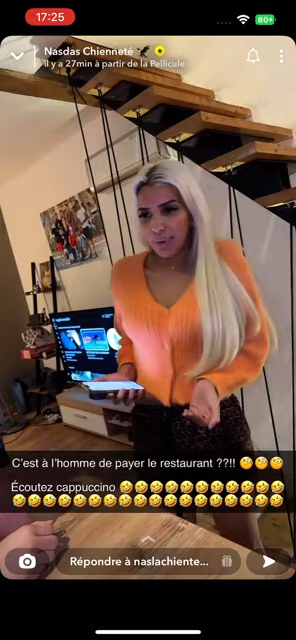 17:25
80
Nasdas Chienneté 🦅 ⭐
il y a 27min à partir de la Pellicule
C'est à l'homme de payer le restaurant ??!! 🧐🧐🧐
Écoutez cappuccino 🤣🤣🤣🤣🤣🤣🤣🤣🤣🤣🤣
🤣🤣🤣🤣🤣🤣🤣🤣🤣🤣🤣🤣🤣🤣🤣🤣🤣🤣
Répondre à naslachiente...